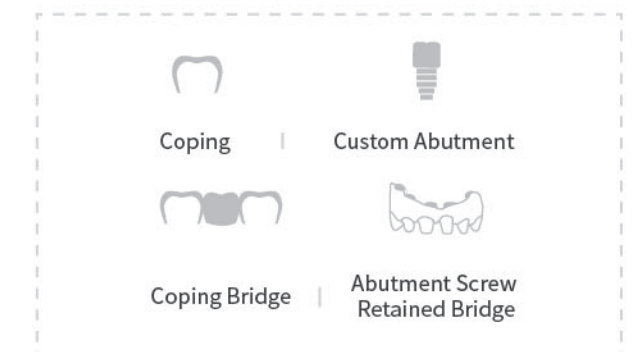 Coping
Custom Abutment
Coping Bridge
Abutment Screw
Retained Bridge